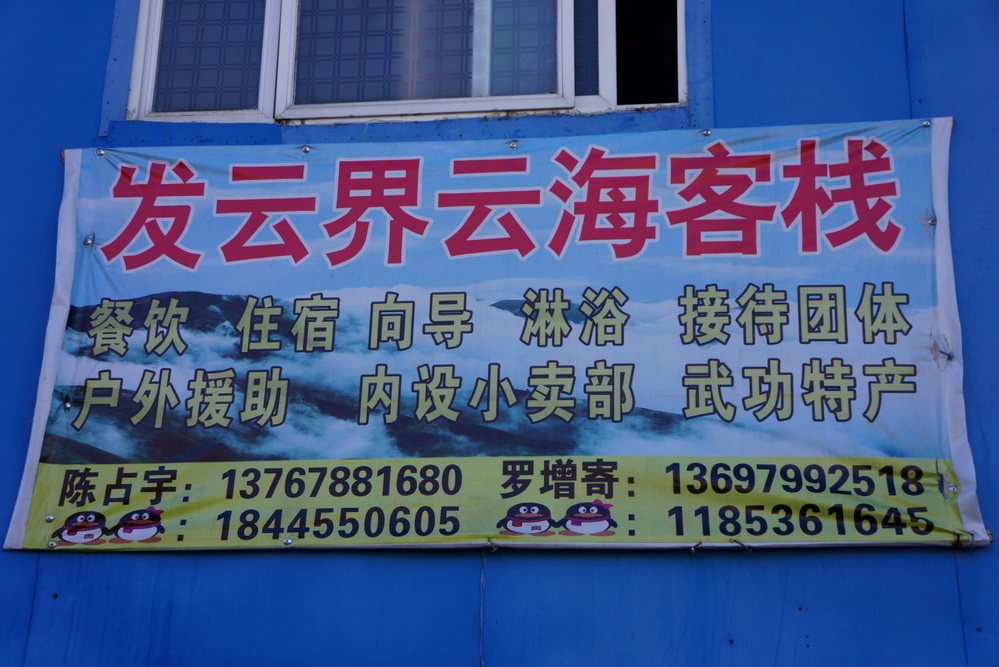 发云界云海客栈
餐饮 住宿 向导 淋浴 接待团体
户外援助 内设小卖部 武功特产
陈占宇：13767881680 罗增寄：13697992518
：1844550605 ：1185361645